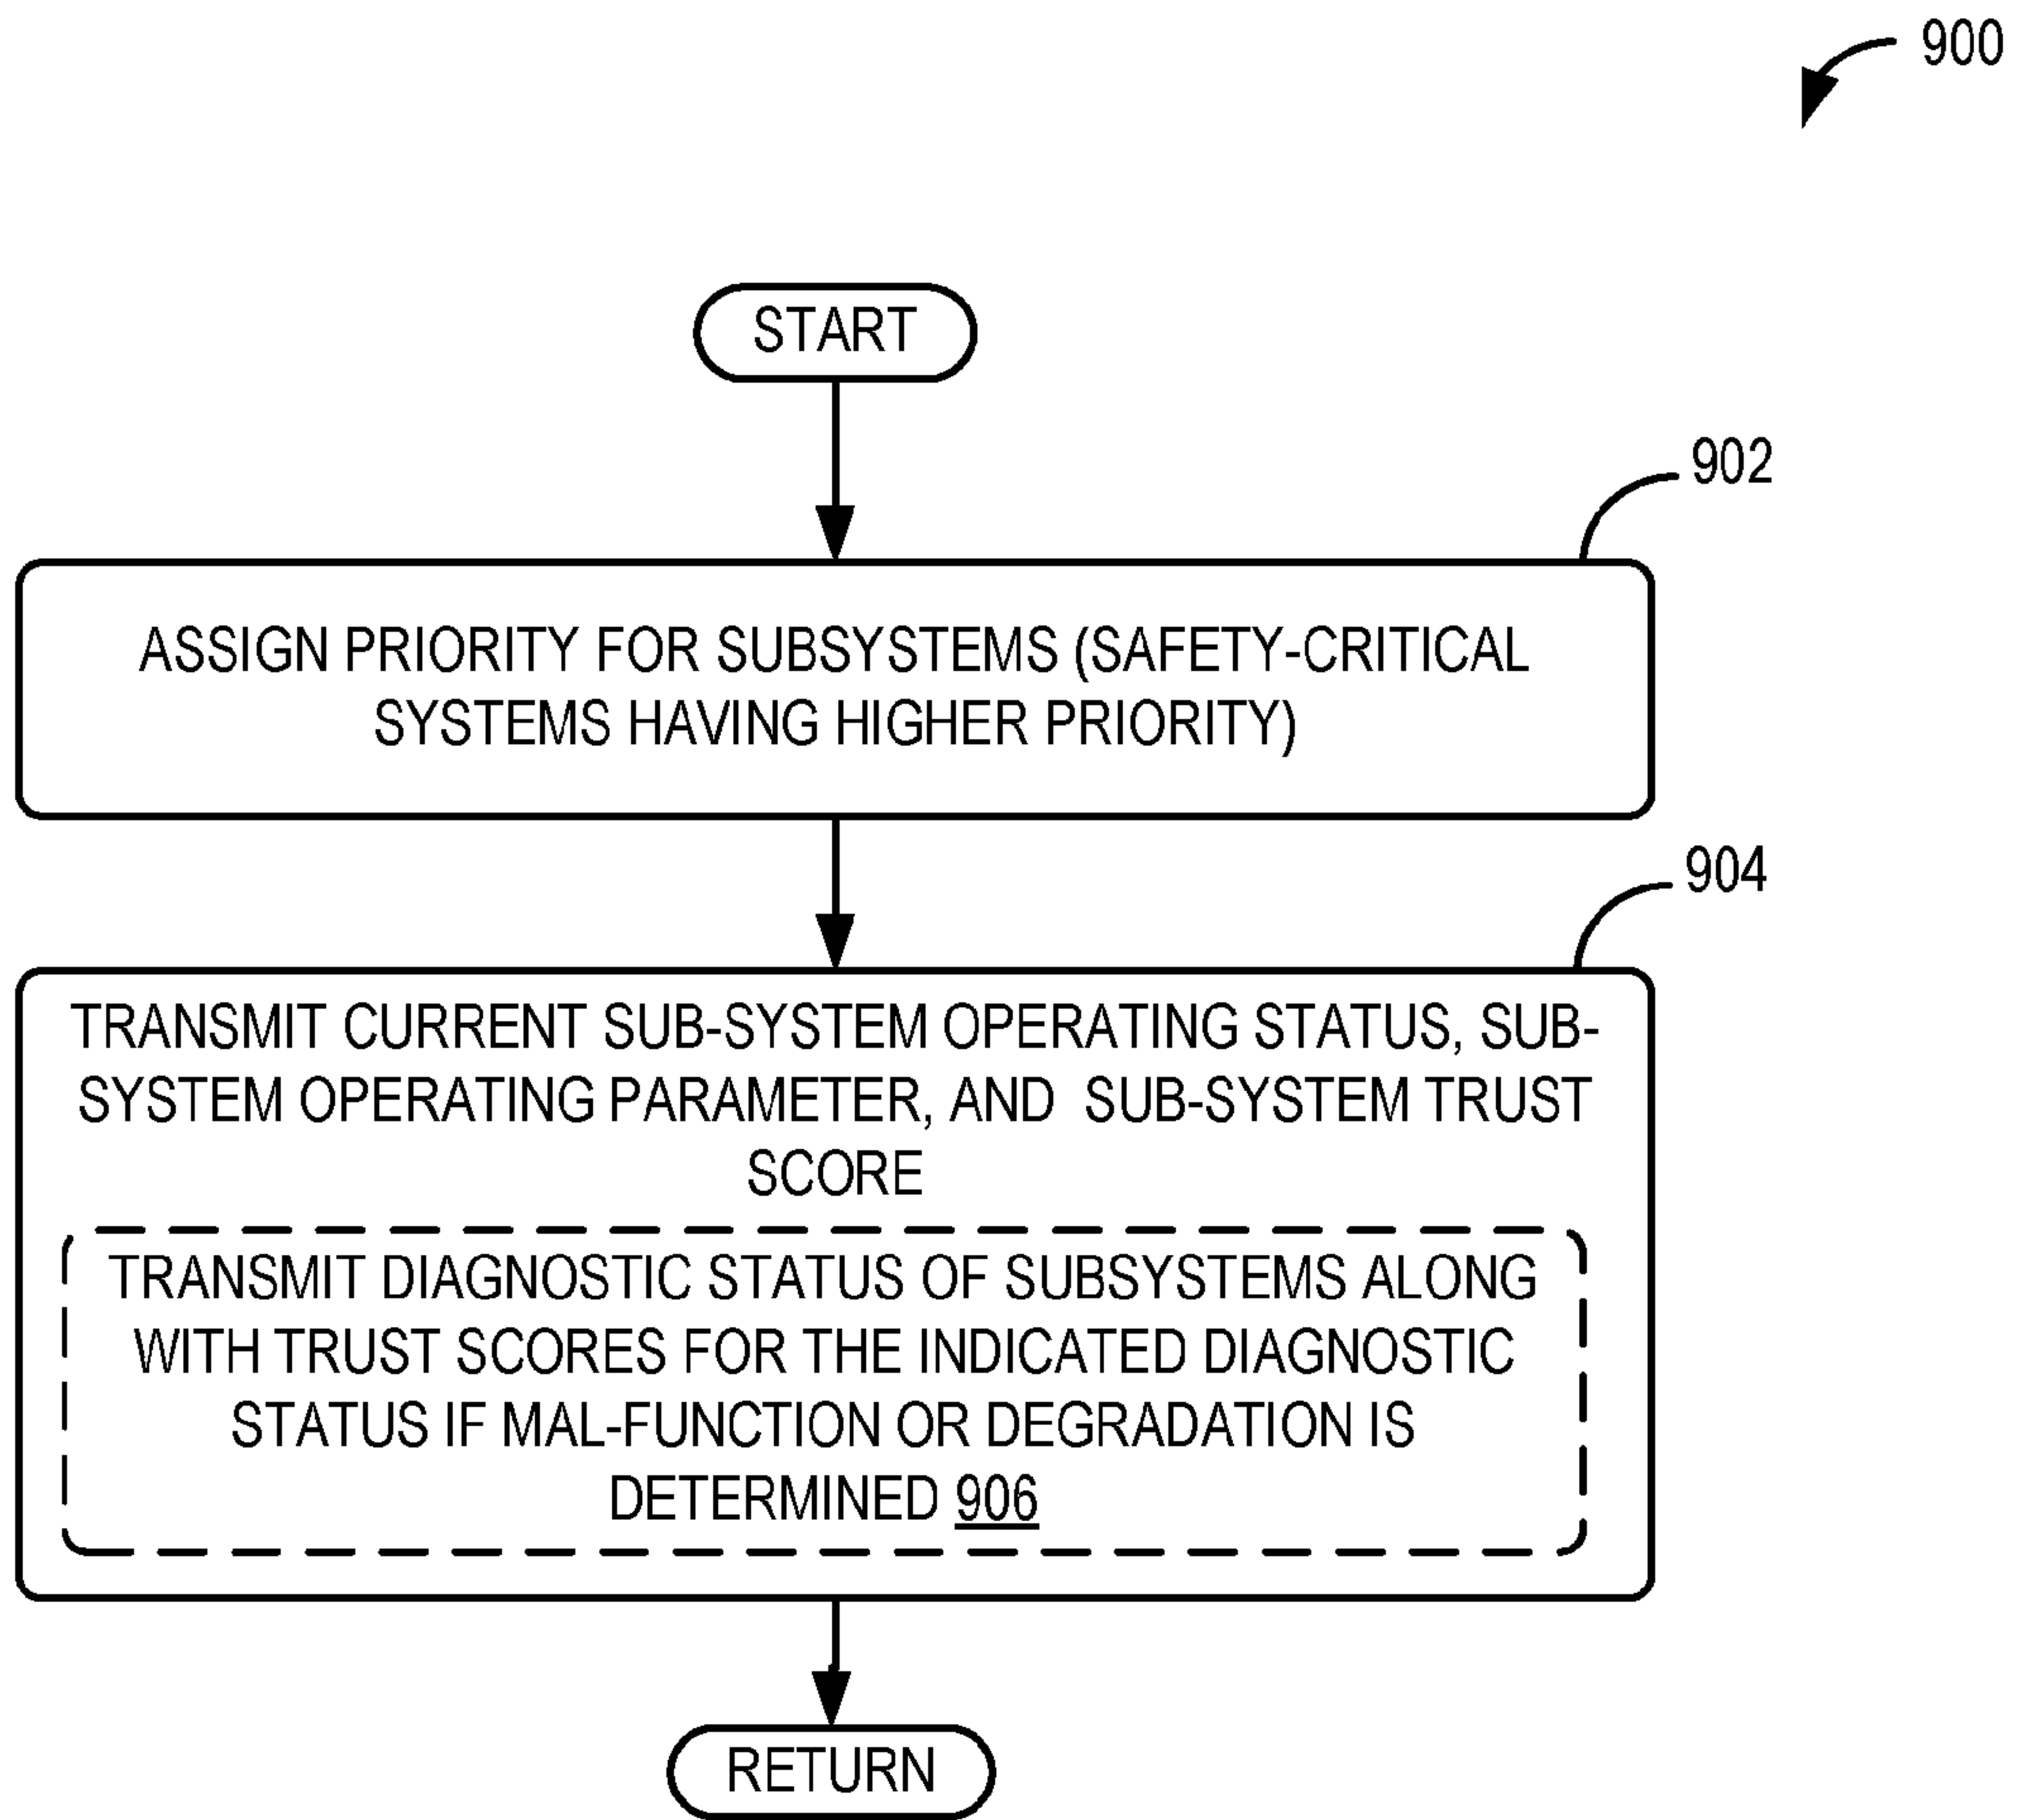 900
START
902
ASSIGN PRIORITY FOR SUBSYSTEMS (SAFETY-CRITICAL
SYSTEMS HAVING HIGHER PRIORITY)
904
TRANSMIT CURRENT SUB-SYSTEM OPERATING STATUS, SUB-
SYSTEM OPERATING PARAMETER, AND SUB-SYSTEM TRUST
SCORE
TRANSMIT DIAGNOSTIC STATUS OF SUBSYSTEMS ALONG
WITH TRUST SCORES FOR THE INDICATED DIAGNOSTIC
STATUS IF MAL-FUNCTION OR DEGRADATION IS
DETERMINED 906
RETURN